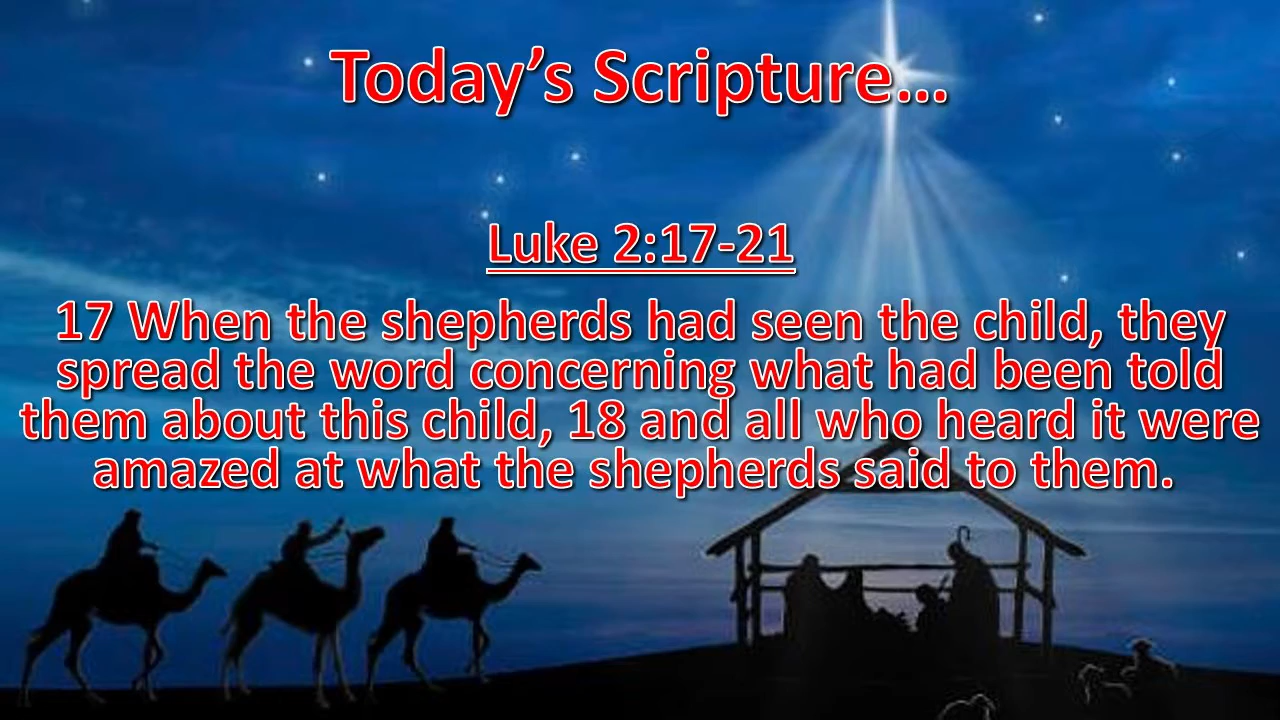 Today’s Scripture…
Luke 2:17-21
17 When the shepherds had seen the child, they
spread the word concerning what had been told
them about this child, 18 and all who heard it were
amazed at what the shepherds said to them.